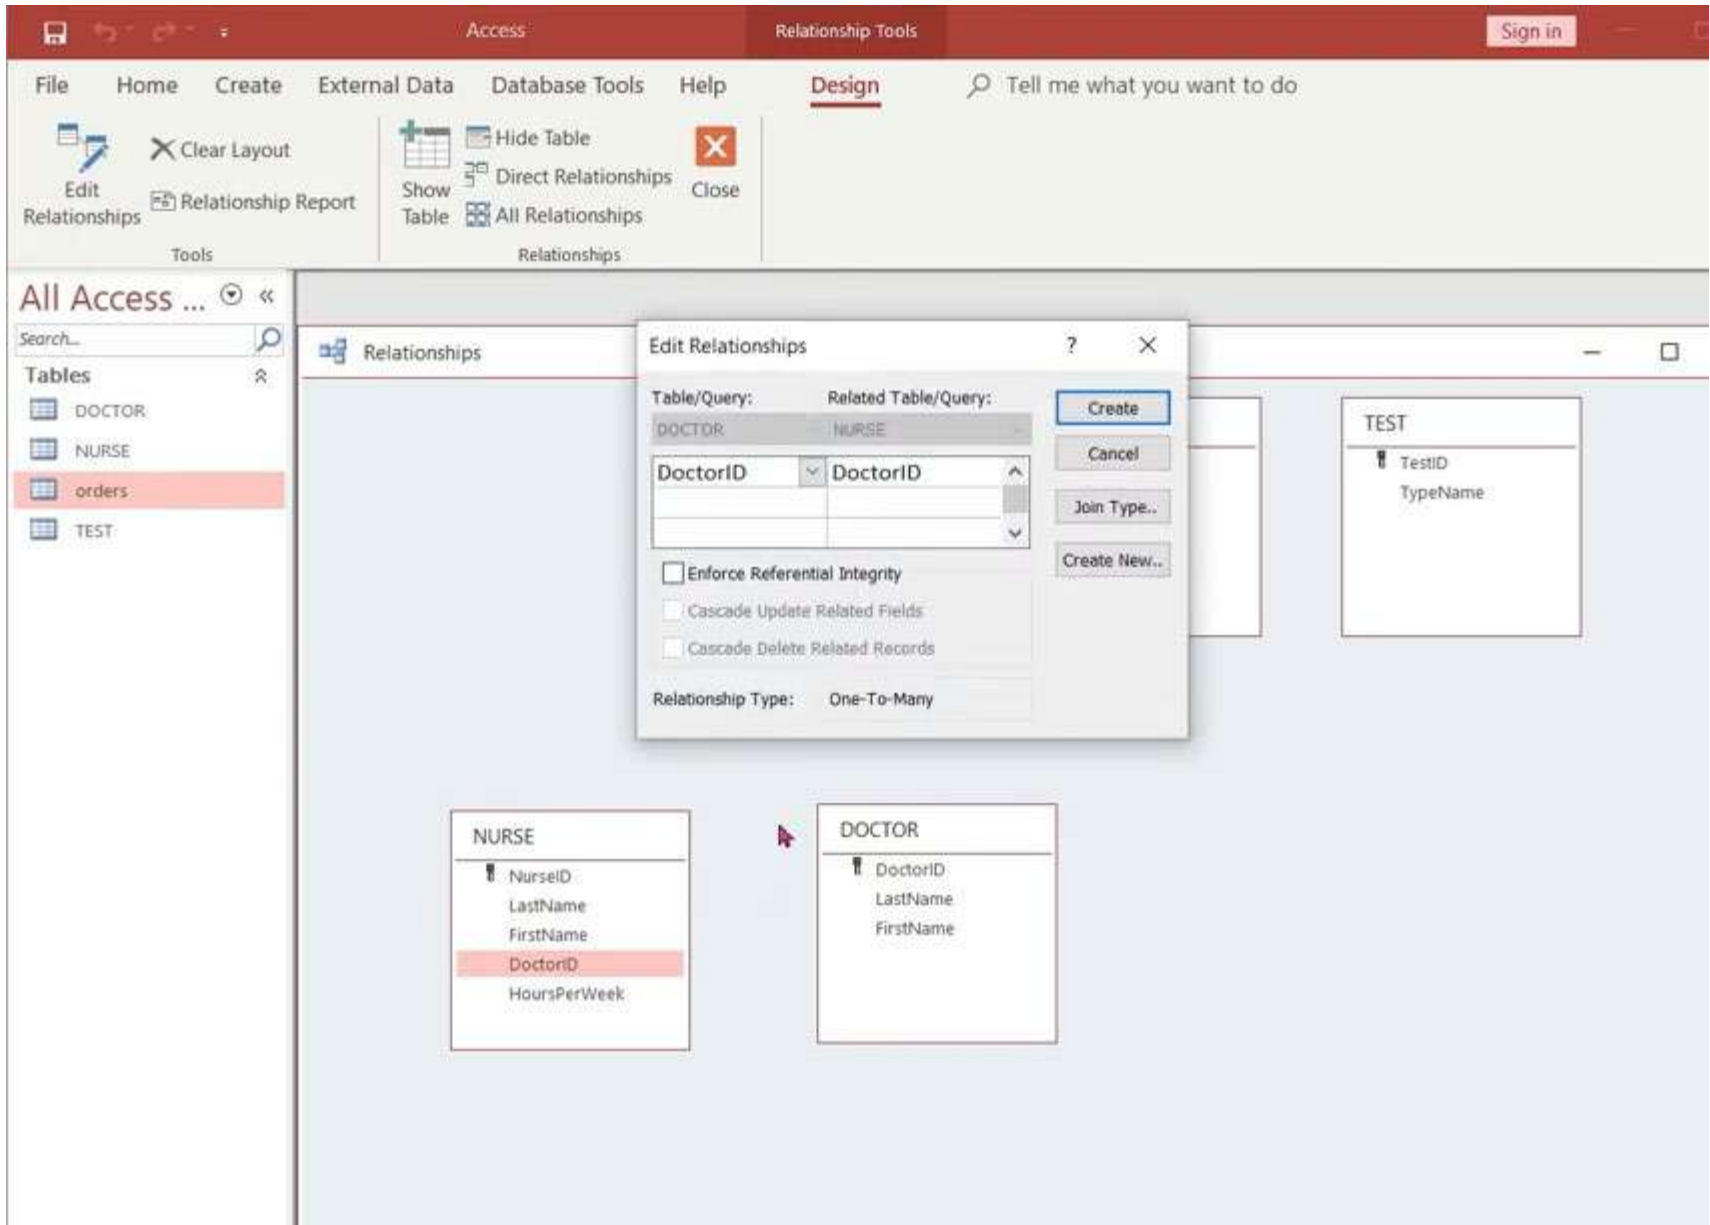 Access
Relationship Tools
Sign in
File Home Create External Data Database Tools Help Design Tell me what you want to do
Edit Relationships
Clear Layout
Relationship Report
Tools
Show Table
Hide Table
Direct Relationships
All Relationships
Close
Relationships
All Access ...
Search...
Tables
DOCTOR
NURSE
orders
TEST
Relationships
Edit Relationships
Table/Query: Related Table/Query:
DOCTOR NURSE
DoctorID DoctorID
Enforce Referential Integrity
Cascade Update Related Fields
Cascade Delete Related Records
Relationship Type: One-To-Many
Create
Cancel
Join Type..
Create New..
TEST
TestID
TypeName
NURSE
NurseID
LastName
FirstName
DoctorID
HoursPerWeek
DOCTOR
DoctorID
LastName
FirstName